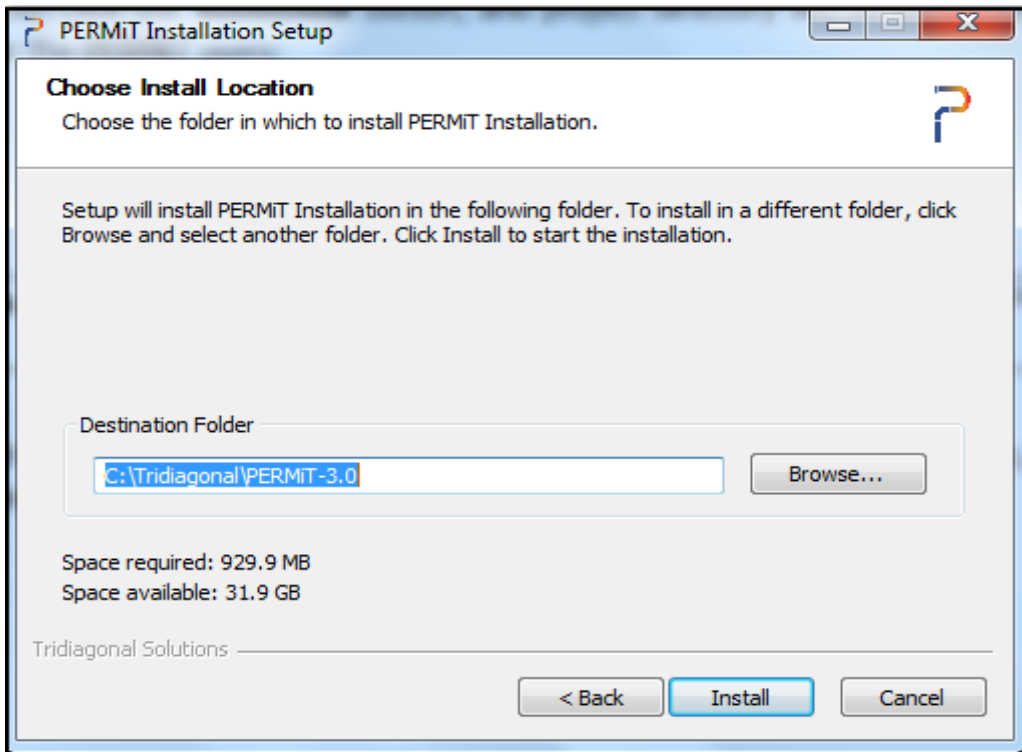 PERMiT Installation Setup
Choose Install Location
Choose the folder in which to install PERMiT Installation.
Setup will install PERMiT Installation in the following folder. To install in a different folder, click
Browse and select another folder. Click Install to start the installation.
Destination Folder
C:\Tridiagonal\PERMiT-3.0
Browse...
Space required: 929.9 MB
Space available: 31.9 GB
Tridiagonal Solutions
< Back
Install
Cancel